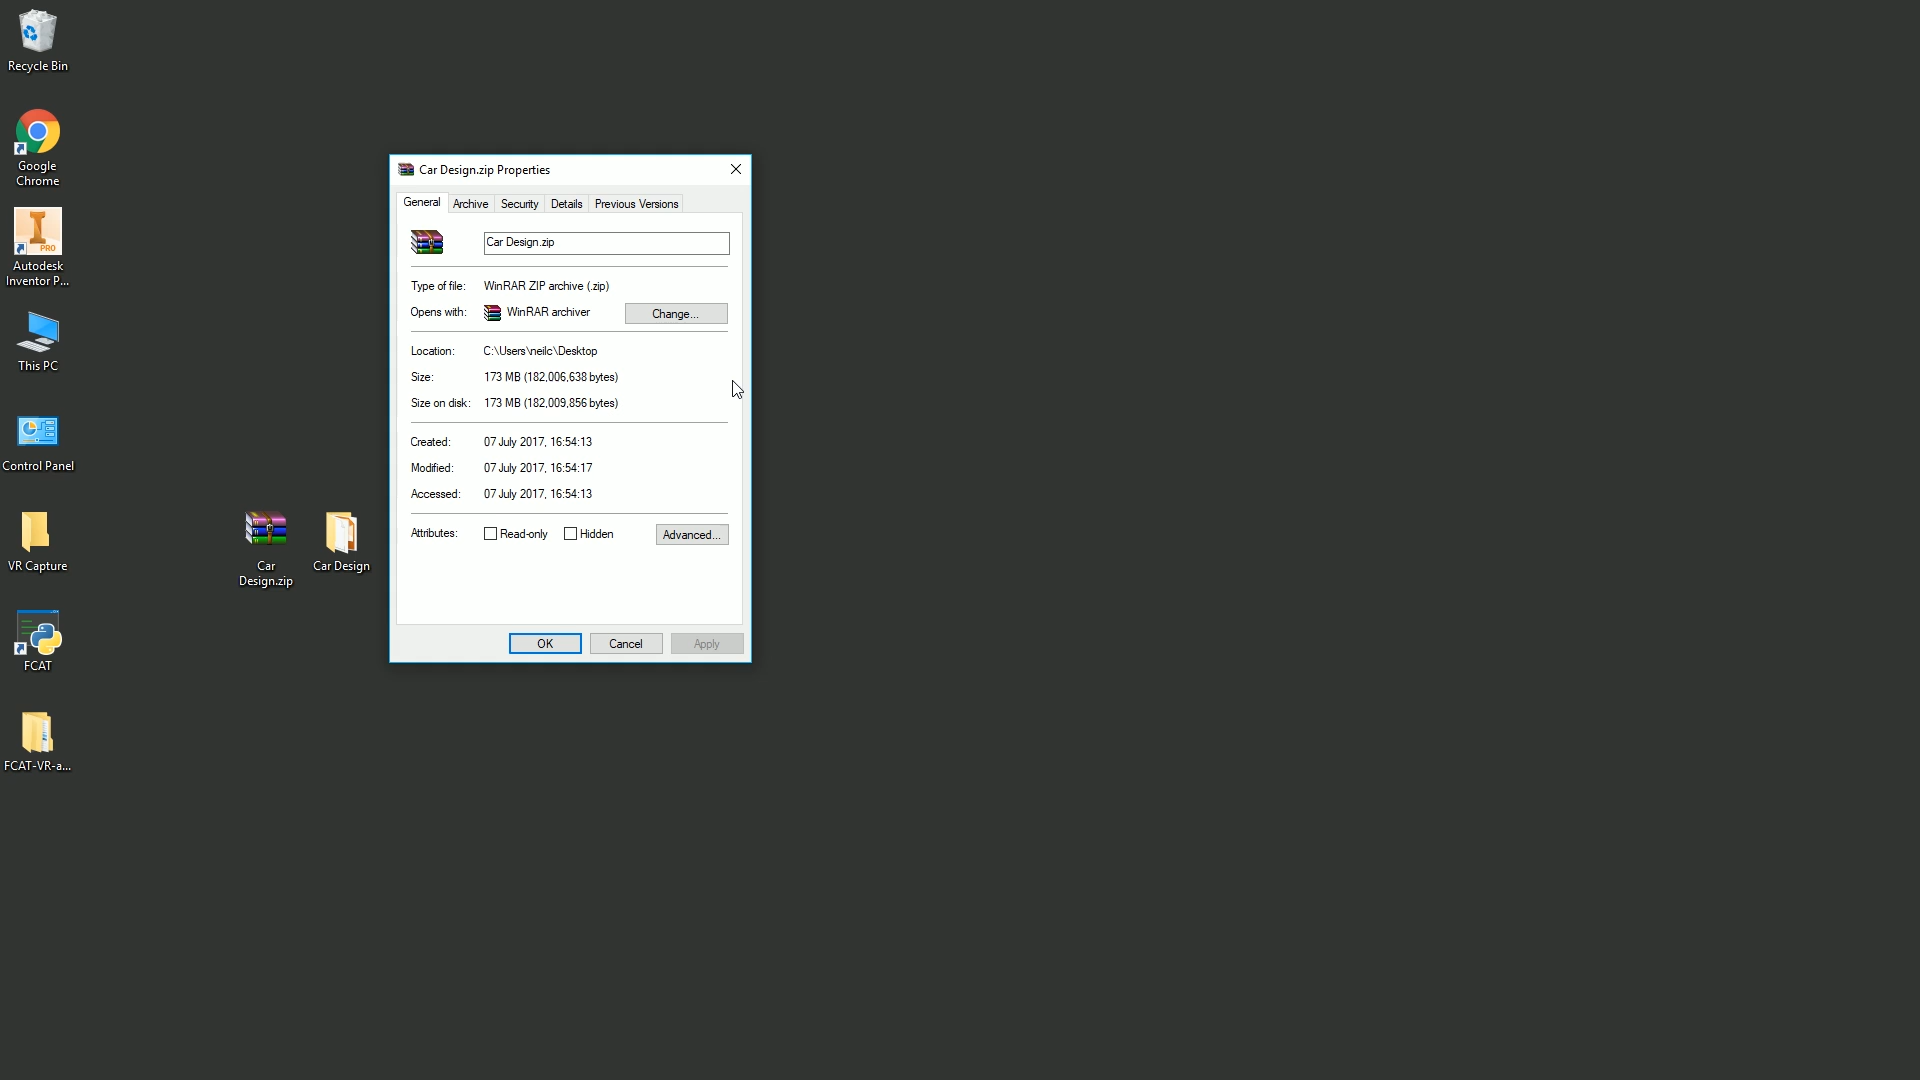 Recycle Bin
Google
Chrome
PRO
Autodesk
Inventor P...
This PC
Control Panel
VR Capture
FCAT
FCAT-VR-a...
Car
Design.zip
Car Design
Car Design.zip Properties
General Archive Security Details Previous Versions
Car Design.zip
Type of file: WinRAR ZIP archive (.zip)
Opens with: WinRAR archiver Change...
Location: C:\Users\neilc\Desktop
Size: 173 MB (182,006,638 bytes)
Size on disk: 173 MB (182,009,856 bytes)
Created: 07 July 2017, 16:54:13
Modified: 07 July 2017, 16:54:17
Accessed: 07 July 2017, 16:54:13
Attributes: Read-only Hidden Advanced...
OK Cancel Apply